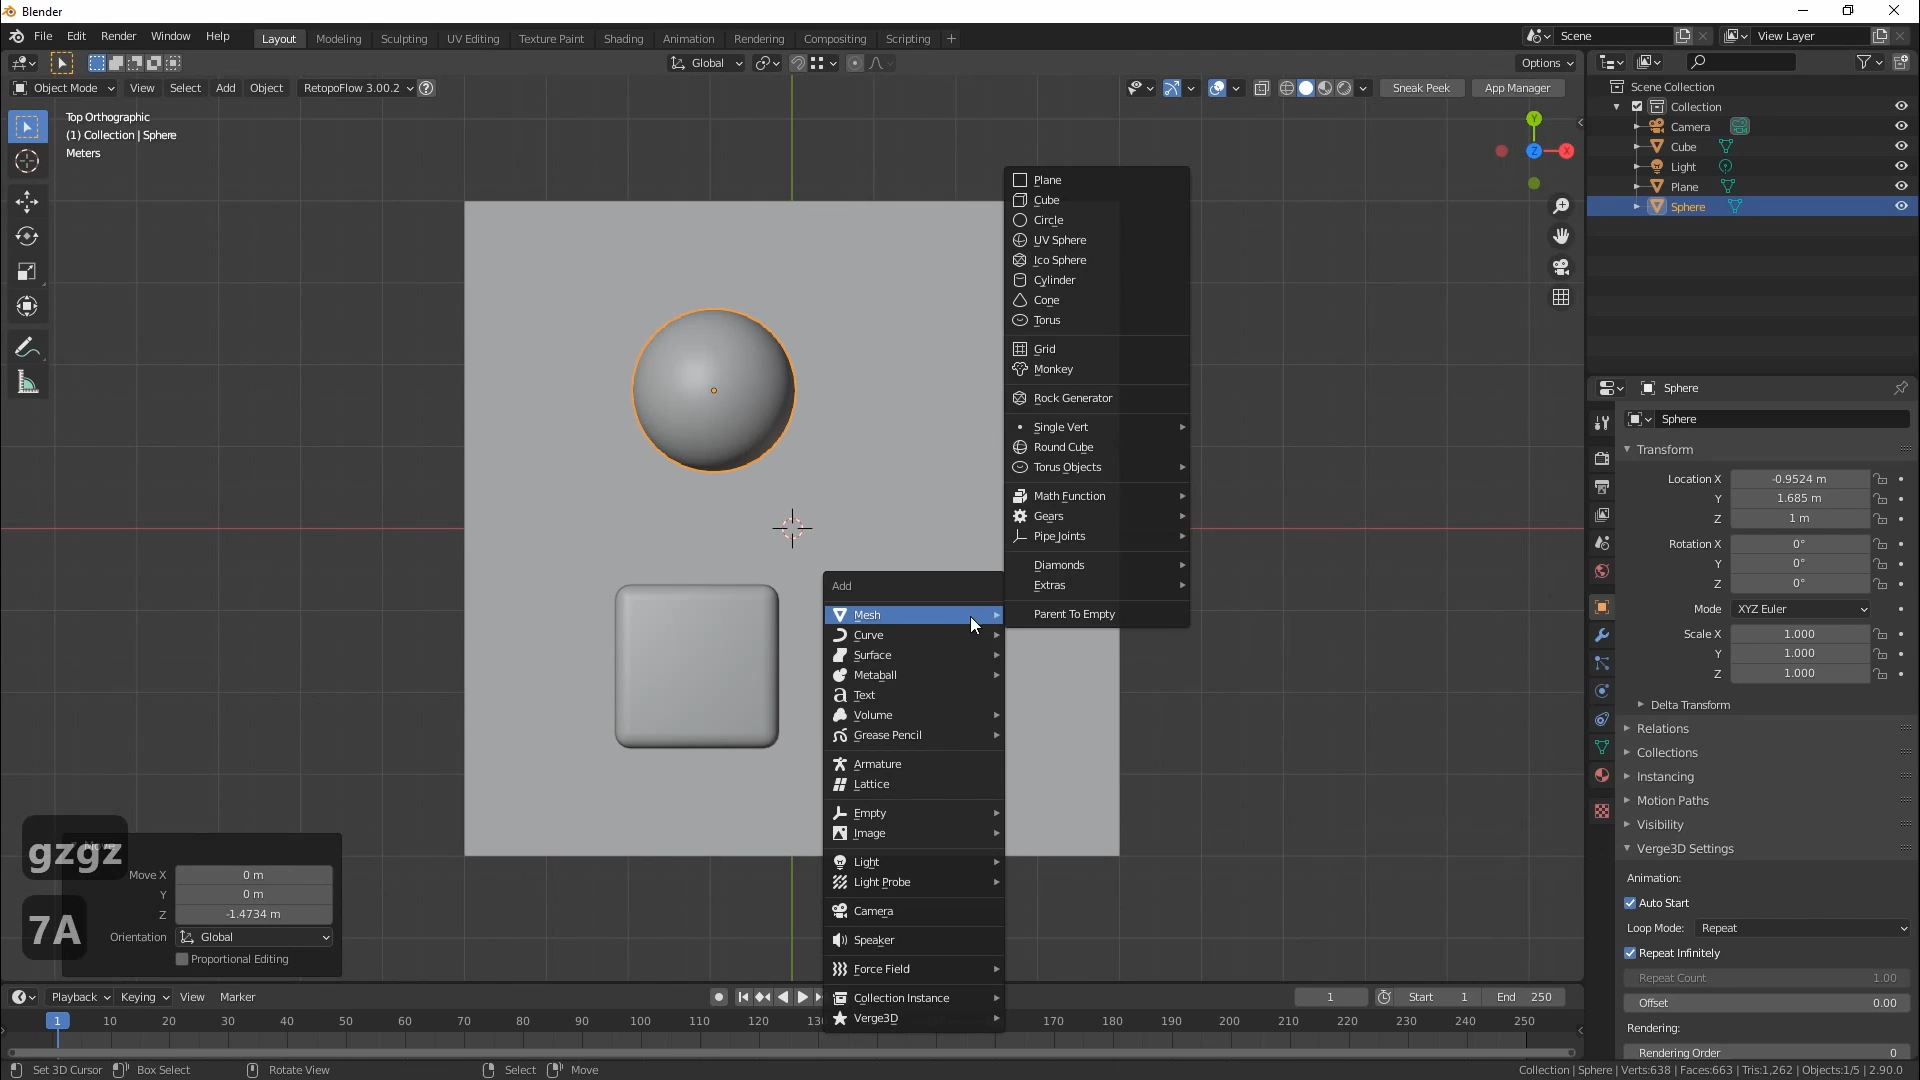 Blender
File Edit Render Window Help
Layout Modeling Sculpting UV Editing Texture Paint Shading Animation Rendering Compositing Scripting +
Scene
View Layer
Global
Options
Object Mode View Select Add Object RetopoFlow 3.00.2 ?
Sneak Peek App Manager
Top Orthographic
(1) Collection | Sphere
Meters
Y
Z
X
Scene Collection
Collection
Camera
Cube
Light
Plane
Sphere
Plane
Cube
Circle
UV Sphere
Ico Sphere
Cylinder
Cone
Torus
Grid
Monkey
Rock Generator
Single Vert
Round Cube
Torus Objects
Math Function
Gears
Pipe Joints
Diamonds
Extras
Parent To Empty
Add
Mesh
Curve
Surface
Metaball
Text
Volume
Grease Pencil
Armature
Lattice
Empty
Image
Light
Light Probe
Camera
Speaker
Force Field
Collection Instance
Verge3D
Sphere
Sphere
Transform
Location X -0.9524 m
Y 1.685 m
Z 1 m
Rotation X 0°
Y 0°
Z 0°
Mode XYZ Euler
Scale X 1.000
Y 1.000
Z 1.000
Delta Transform
Relations
Collections
Instancing
Motion Paths
Visibility
Verge3D Settings
Animation:
Auto Start
Loop Mode: Repeat
Repeat Infinitely
Repeat Count 1.00
Offset 0.00
Rendering:
Rendering Order 0
gzgz
7A
Move
Move X 0 m
Y 0 m
Z -1.4734 m
Orientation Global
Proportional Editing
Playback Keying View Marker
1 Start 1 End 250
1 10 20 30 40 50 60 70 80 90 100 110 120 170 180 190 200 210 220 230 240 250
Set 3D Cursor Box Select Rotate View Select Move
Collection | Sphere | Verts:638 | Faces:663 | Tris:1,262 | Objects:1/5 | 2.90.0